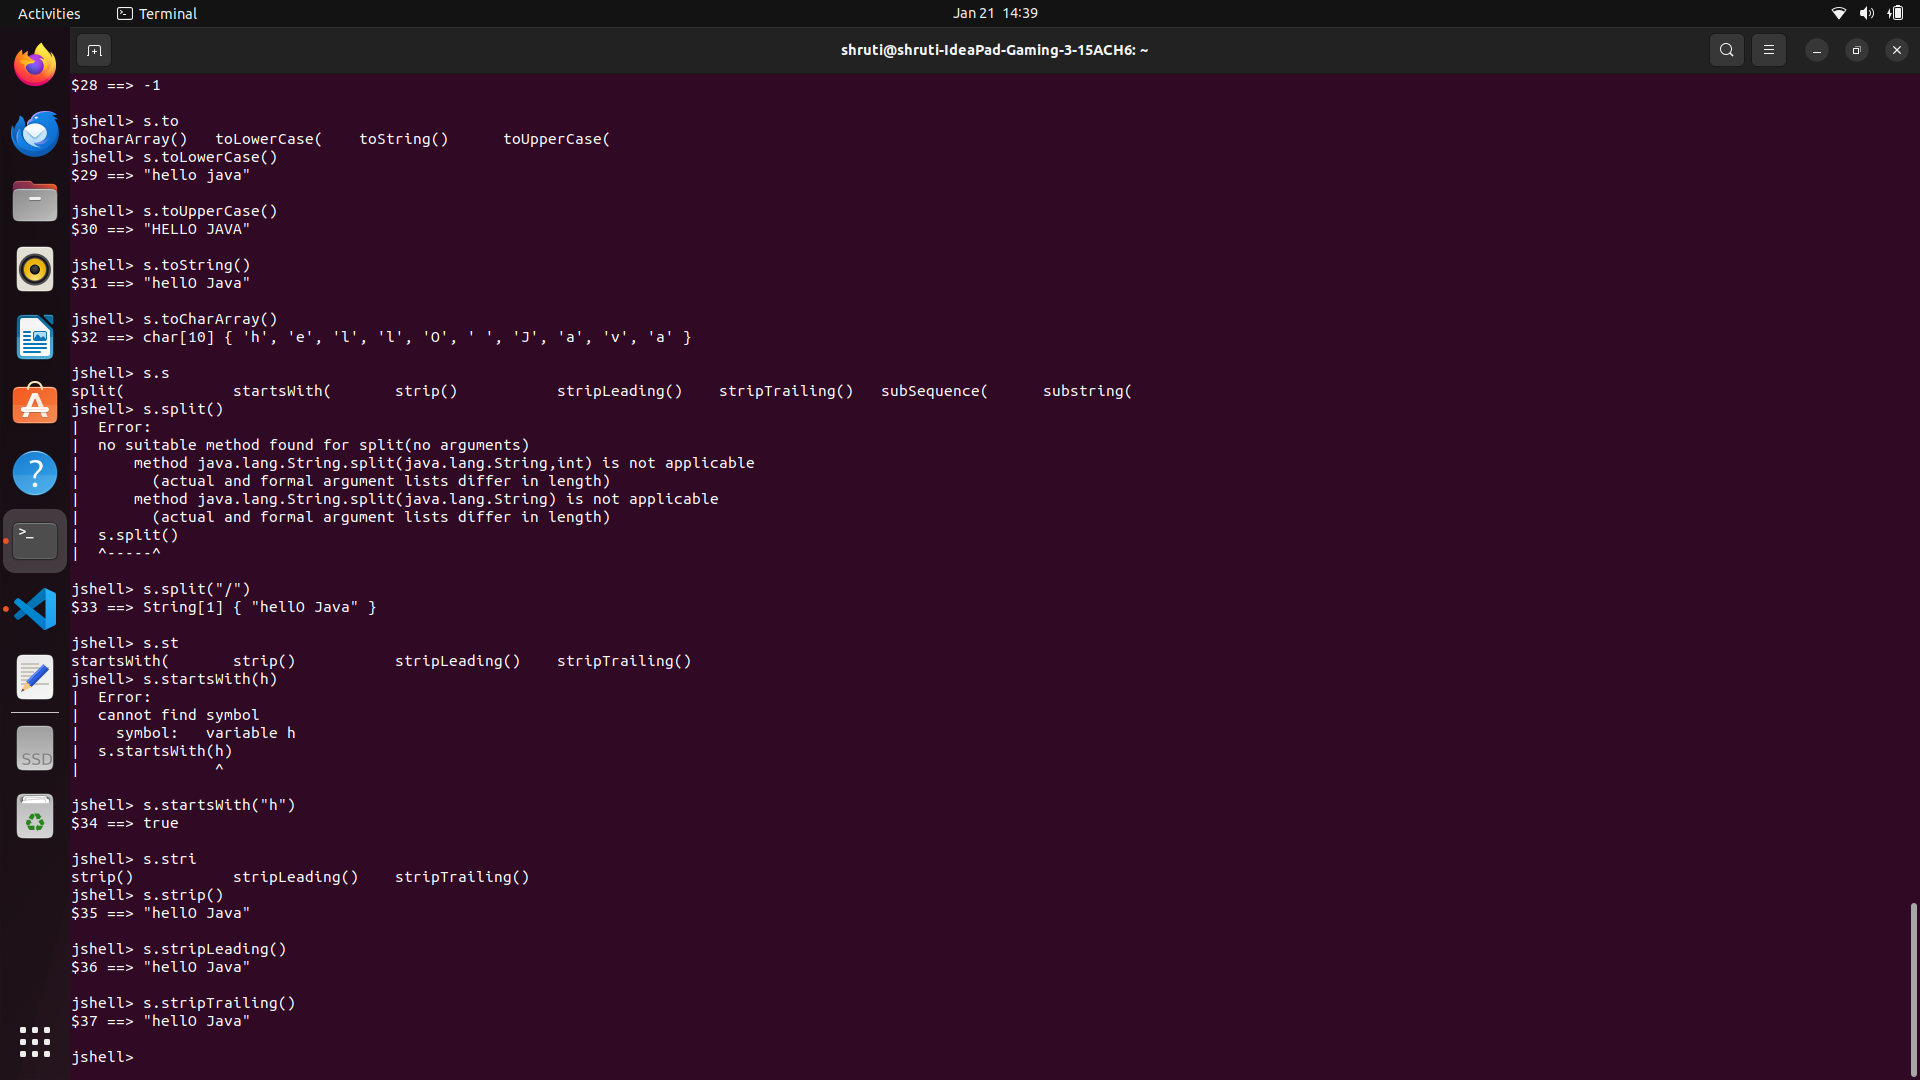 Activities Terminal Jan 21 14:39
shruti@shruti-IdeaPad-Gaming-3-15ACH6: ~
$28 ==> -1
jshell> s.to
toCharArray()   toLowerCase(    toString()      toUpperCase(
jshell> s.toLowerCase()
$29 ==> "hello java"
jshell> s.toUpperCase()
$30 ==> "HELLO JAVA"
jshell> s.toString()
$31 ==> "hellO Java"
jshell> s.toCharArray()
$32 ==> char[10] { 'h', 'e', 'l', 'l', 'O', ' ', 'J', 'a', 'v', 'a' }
jshell> s.s
split(            startsWith(       strip()           stripLeading()    stripTrailing()   subSequence(      substring(
jshell> s.split()
|  Error:
|  no suitable method found for split(no arguments)
|      method java.lang.String.split(java.lang.String,int) is not applicable
|        (actual and formal argument lists differ in length)
|      method java.lang.String.split(java.lang.String) is not applicable
|        (actual and formal argument lists differ in length)
|  s.split()
|  ^-----^
jshell> s.split("/")
$33 ==> String[1] { "hellO Java" }
jshell> s.st
startsWith(       strip()           stripLeading()    stripTrailing()
jshell> s.startsWith(h)
|  Error:
|  cannot find symbol
|    symbol:   variable h
|  s.startsWith(h)
|               ^
jshell> s.startsWith("h")
$34 ==> true
jshell> s.stri
strip()           stripLeading()    stripTrailing()
jshell> s.strip()
$35 ==> "hellO Java"
jshell> s.stripLeading()
$36 ==> "hellO Java"
jshell> s.stripTrailing()
$37 ==> "hellO Java"
jshell>
SSD